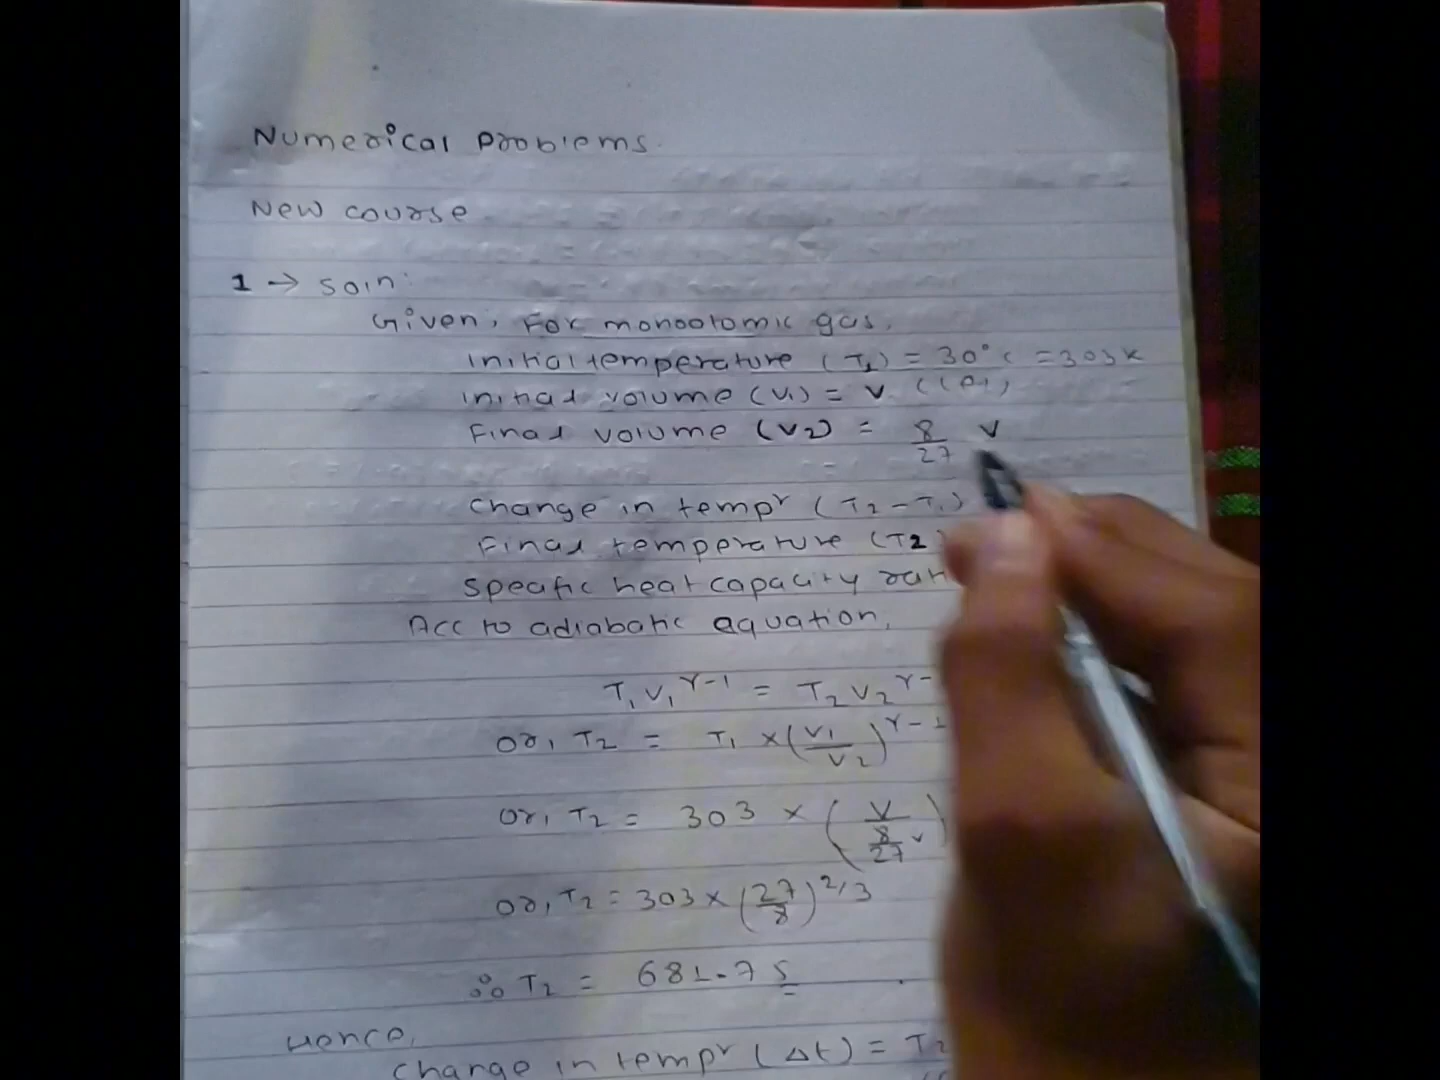 Numerical Problems.
New course
1 → Soln:
Given, For monoatomic gas,
Initial temperature (T1) = 30°c = 303K
Initial volume (V1) = V
Final volume (V2) = 8/27 V
Change in tempr (T2 - T1)
Final temperature (T2)
Specific heat capacity
Acc to adiabatic equation,
T1 V1^γ-1 = T2 V2^γ-
or, T2 = T1 × (V1/V2)^γ-1
or, T2 = 303 × (V / 8/27 V)
or, T2 = 303 × (27/8)^2/3
∴ T2 = 681.75
Hence,
Change in tempr (Δt) = T2